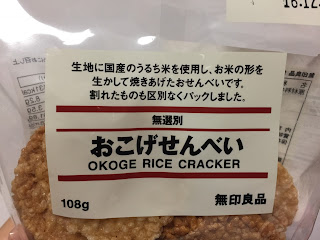 16.12
生地に国産のうるち米を使用し、お米の形を
生かして焼きあげたおせんべいです。
割れたものも区別なくパックしました。
無選別
おこげせんべい
OKOGE RICE CRACKER
108g
無印良品